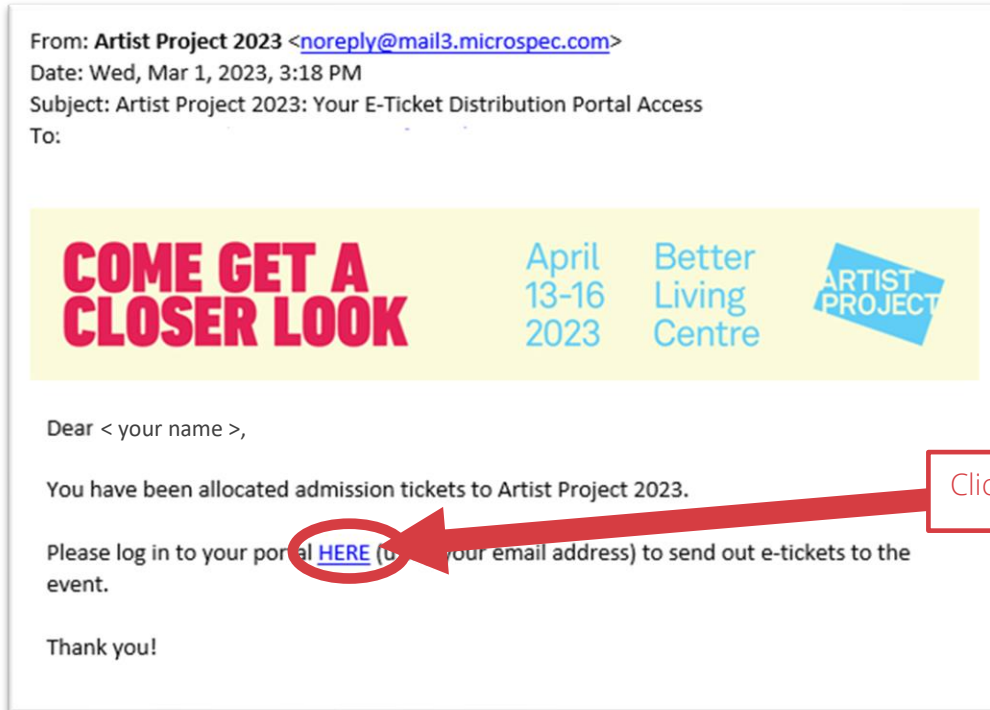 From: Artist Project 2023 <noreply@mail3.microspec.com>
Date: Wed, Mar 1, 2023, 3:18 PM
Subject: Artist Project 2023: Your E-Ticket Distribution Portal Access
To:
COME GET A
CLOSER LOOK
April
13-16
2023
Better
Living
Centre
ARTIST
PROJECT
Dear < your name >,
You have been allocated admission tickets to Artist Project 2023.
Clic
Please log in to your portal HERE (u your email address) to send out e-tickets to the
event.
Thank you!